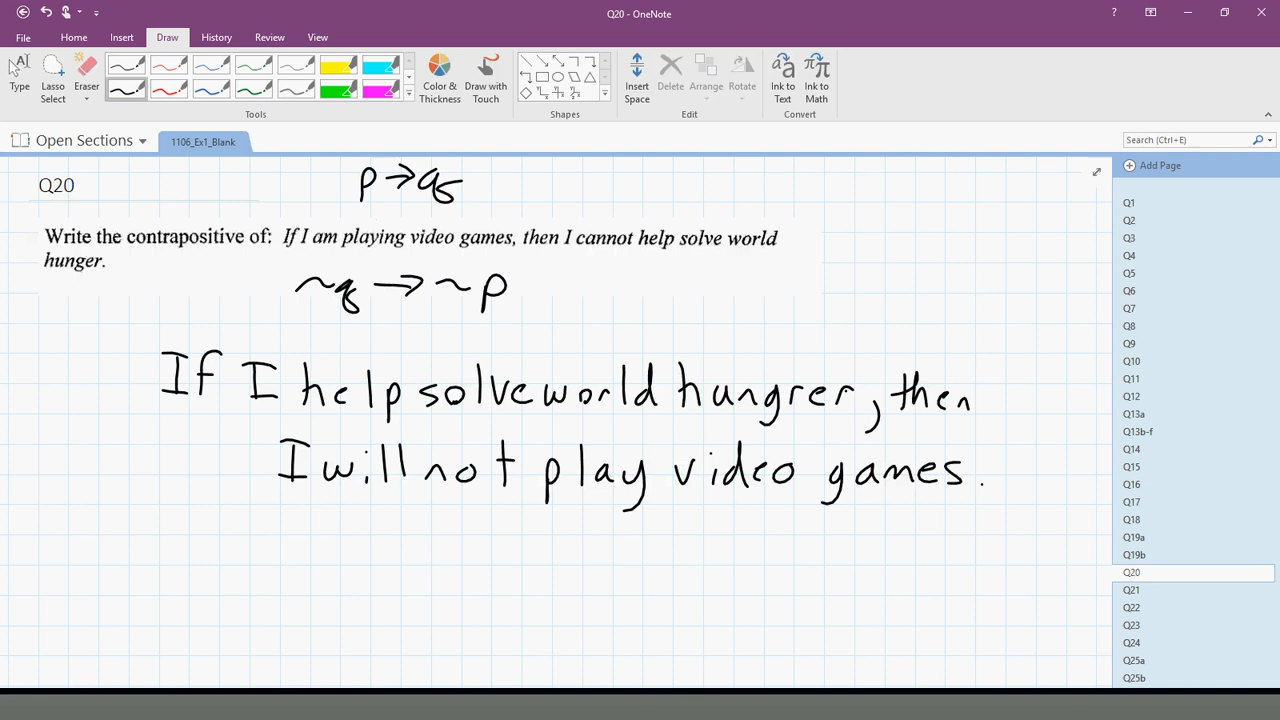 Q20 - OneNote
?
File
Home
Insert
Draw
History
Review
View
Type
Lasso Select
Eraser
Color & Thickness
Draw with Touch
Insert Space
Delete
Arrange
Rotate
Ink to Text
Ink to Math
Tools
Shapes
Edit
Convert
Open Sections
1106_Ex1_Blank
Search (Ctrl+E)
Q20
p → q
Write the contrapositive of: If I am playing video games, then I cannot help solve world
hunger.
~q → ~p
If I help solve world hungrer, then
I will not play video games.
Add Page
Q1
Q2
Q3
Q4
Q5
Q6
Q7
Q8
Q9
Q10
Q11
Q12
Q13a
Q13b-f
Q14
Q15
Q16
Q17
Q18
Q19a
Q19b
Q20
Q21
Q22
Q23
Q24
Q25a
Q25b